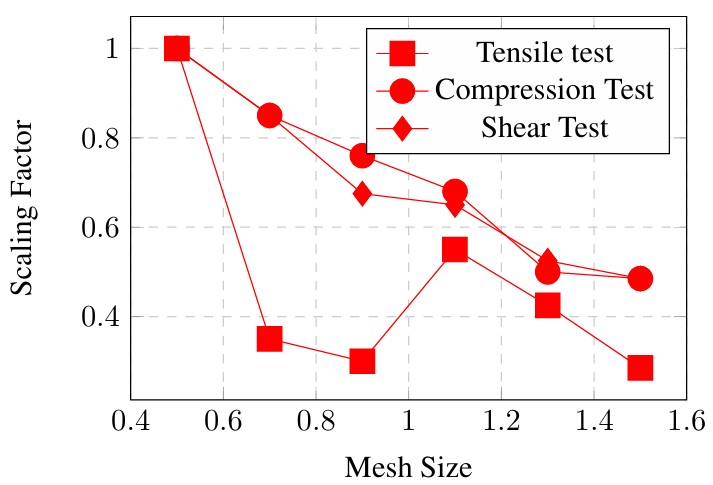 1
0.8
0.6
0.4
Scaling Factor
Tensile test
Compression Test
Shear Test
0.4 0.6 0.8 1 1.2 1.4 1.6
Mesh Size